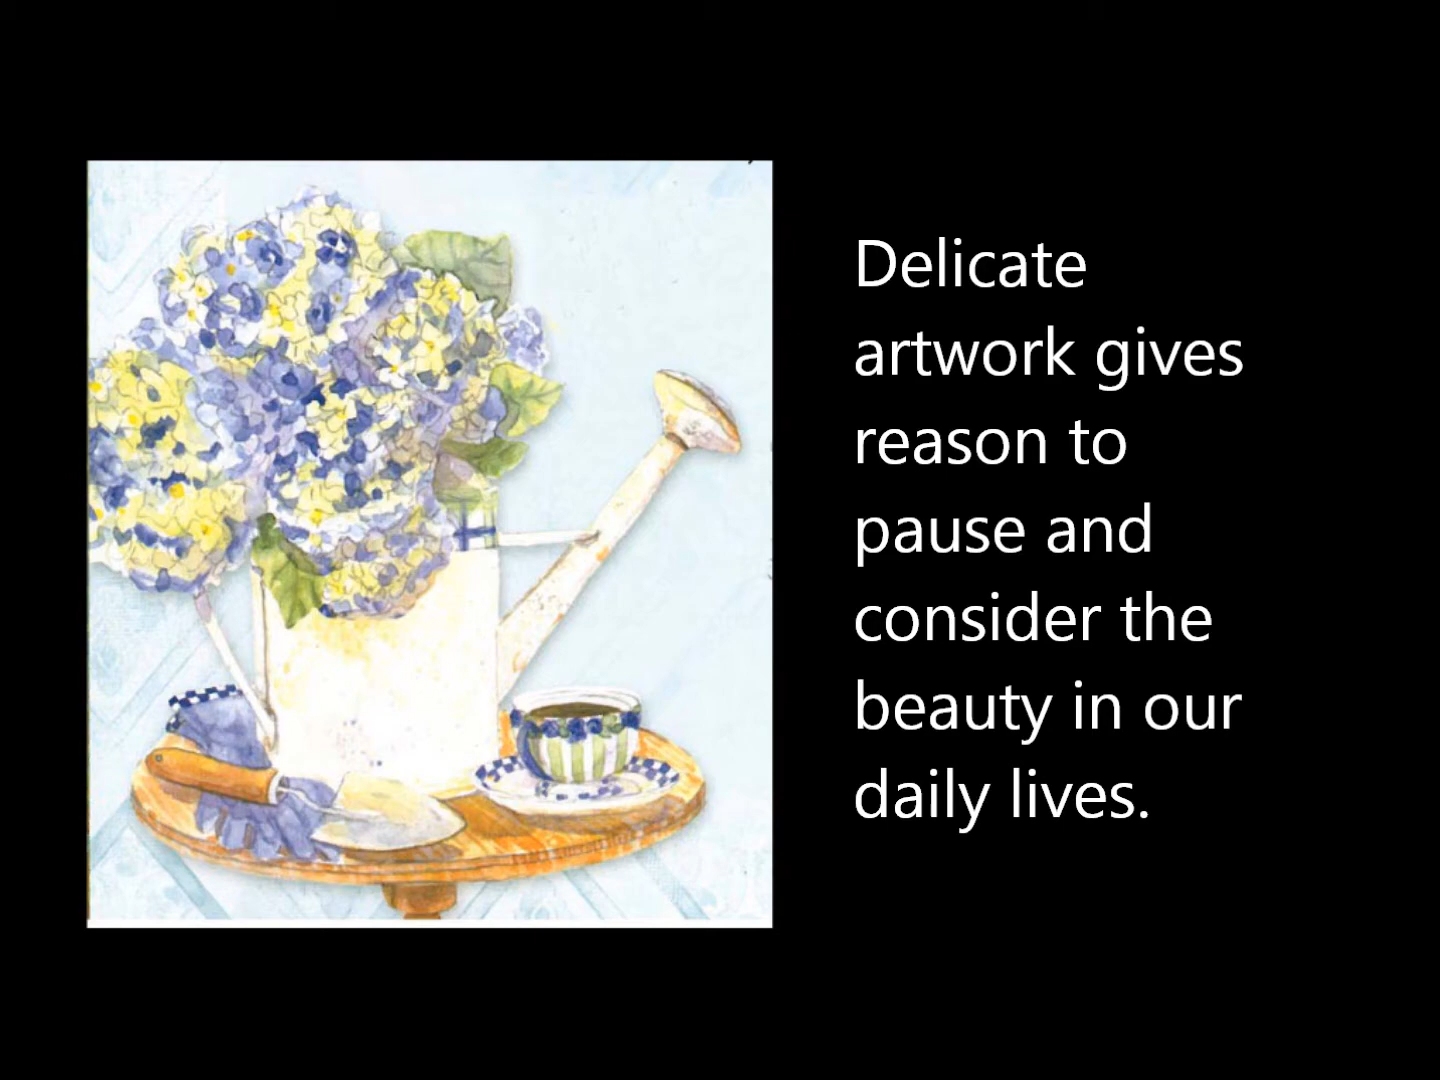 Delicate
artwork gives
reason to
pause and
consider the
beauty in our
daily lives.